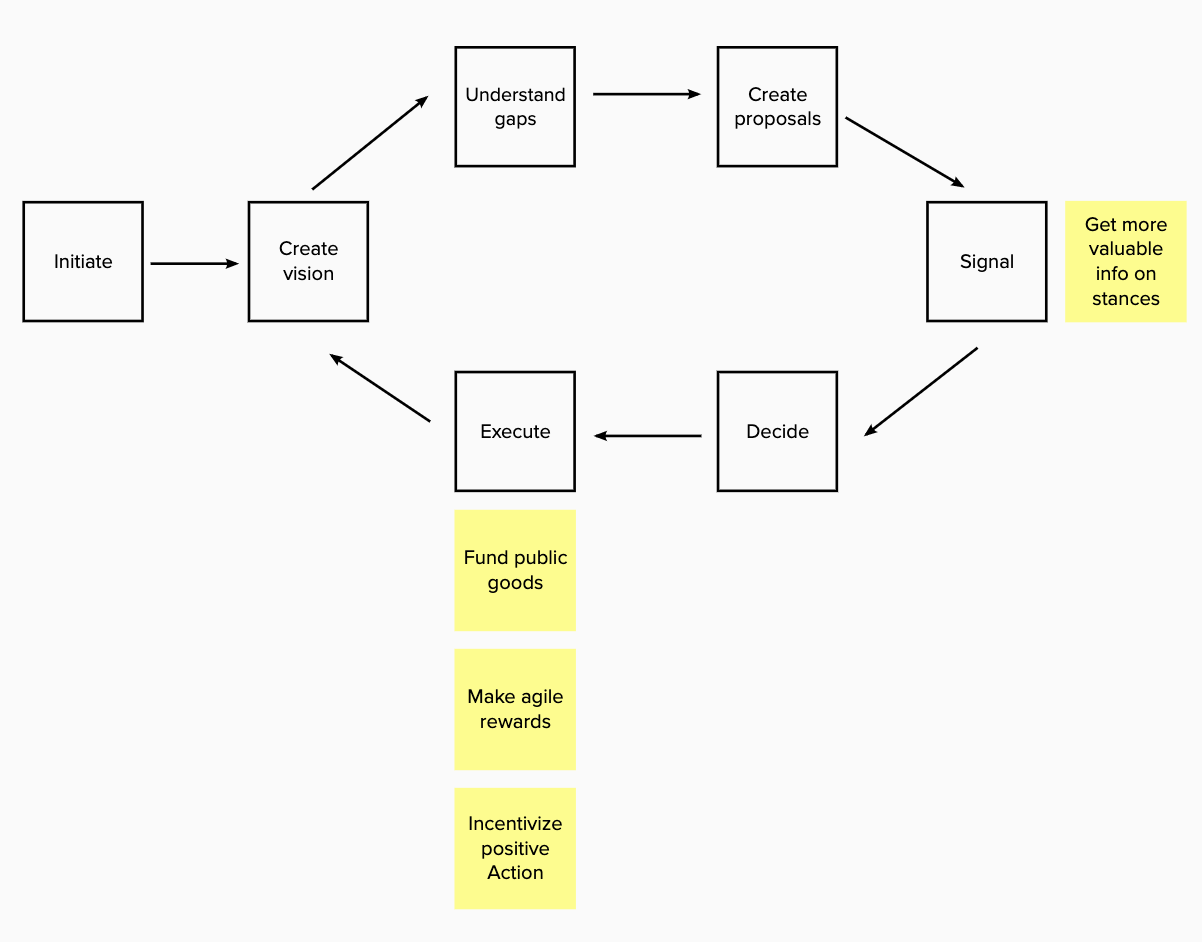 Understand
gaps
Create
proposals
Initiate
Create
vision
Signal
Get more
valuable
info on
stances
Execute
Decide
Fund public
goods
Make agile
rewards
Incentivize
positive
Action